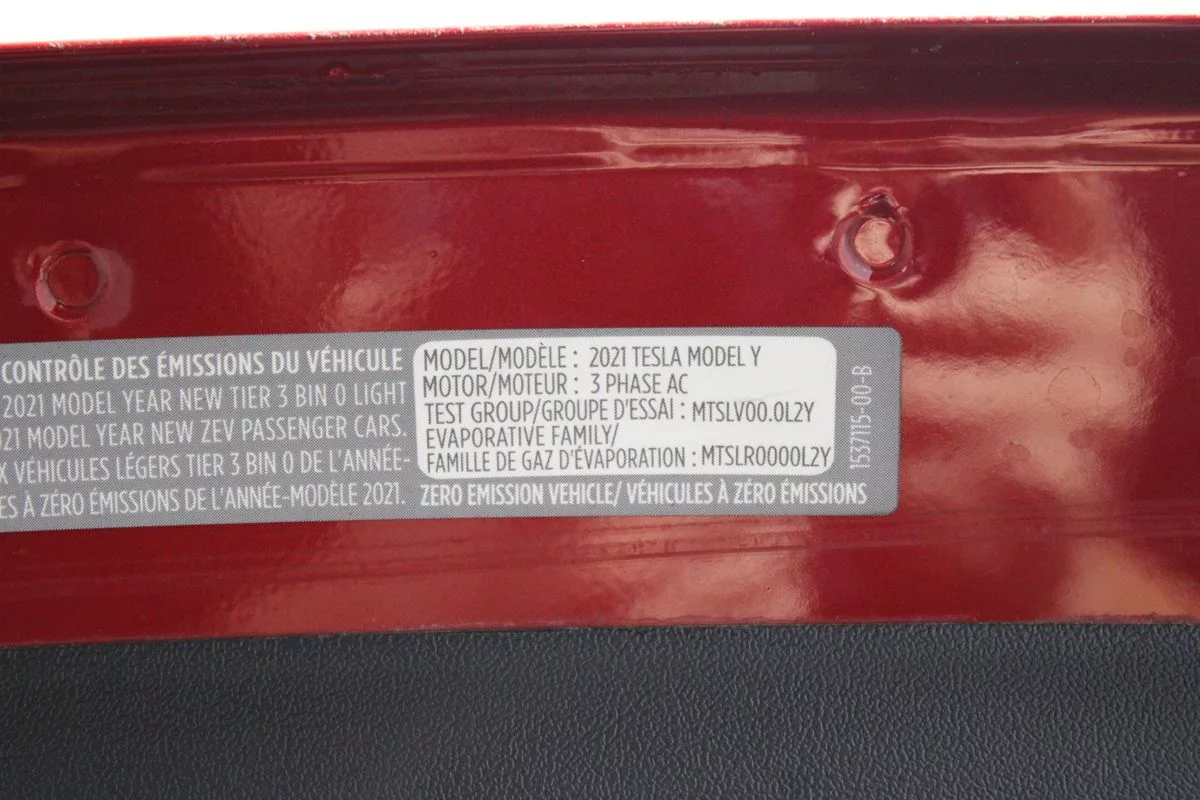 CONTRÔLE DES ÉMISSIONS DU VÉHICULE
2021 MODEL YEAR NEW TIER 3 BIN 0 LIGHT
MODEL YEAR NEW ZEV PASSENGER CARS.
VÉHICULES LÉGERS TIER 3 BIN 0 DE L'ANNÉE-
À ZÉRO ÉMISSIONS DE L'ANNÉE-MODÈLE 2021.
MODEL/MODÈLE : 2021 TESLA MODEL Y
MOTOR/MOTEUR : 3 PHASE AC
TEST GROUP/GROUPE D'ESSAI : MTSLV00.0L2Y
EVAPORATIVE FAMILY/
FAMILLE DE GAZ D'ÉVAPORATION : MTSLR0000L2Y
ZERO EMISSION VEHICLE/ VÉHICULES À ZÉRO ÉMISSIONS
1537115-00-B